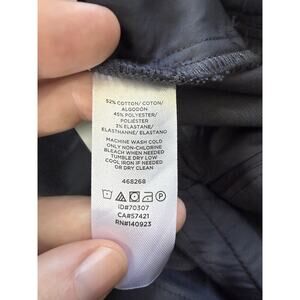 52% COTTON/ COTON/
ALGODÓN
45% POLYESTER/
POLIÉSTER
3% ELASTANE/
ELASTHANNE/ ELASTANO
MACHINE WASH COLD
ONLY NON-CHLORINE
BLEACH WHEN NEEDED
TUMBLE DRY LOW
COOL IRON IF NEEDED
OR DRY CLEAN
468268
ID#70307
CA#57421
RN#140923